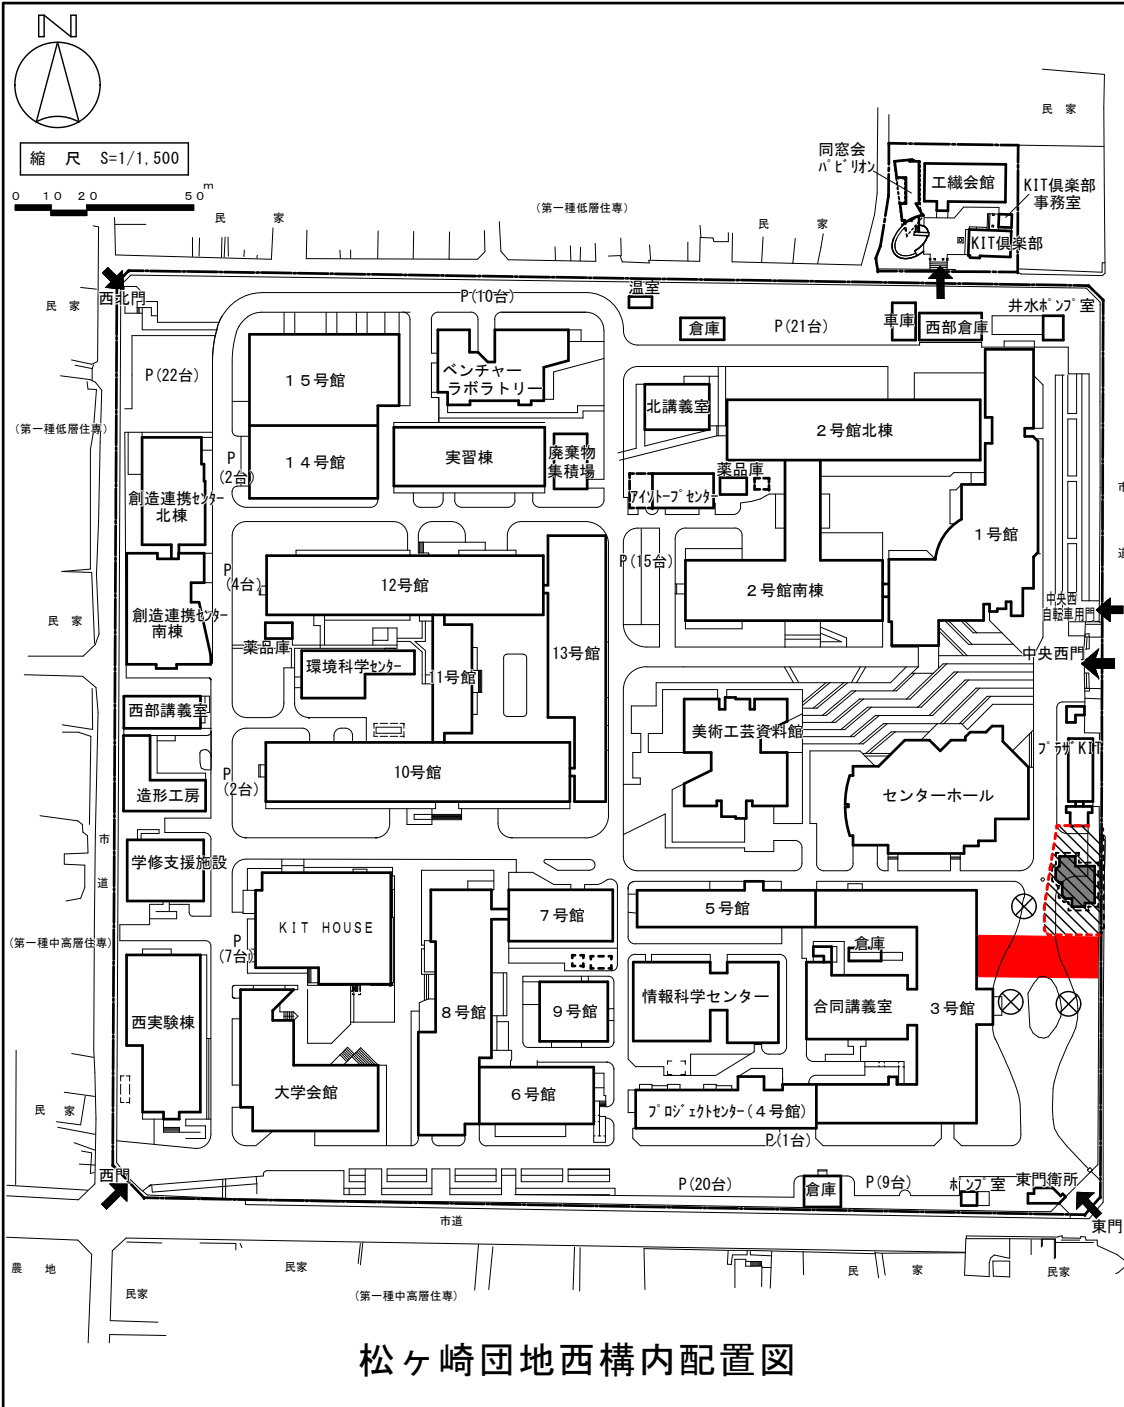 N
縮 尺 S=1/1,500
0 10 20 50 m
民 家
(第一種低層住専)
民 家
民 家
同窓会
パビリオン
工繊会館
KIT倶楽部
事務室
KIT倶楽部
西北門
民 家
P(10台)
温室
倉庫
P(21台)
車庫
西部倉庫
井水ポンプ室
P(22台)
15号館
ベンチャー
ラボラトリー
北講義室
2号館北棟
(第一種低層住専)
14号館
P
(2台)
実習棟
廃棄物
集積場
薬品庫
アイソトープセンター
創造連携センター
北棟
1号館
市
道
P
(4台)
12号館
P(15台)
2号館南棟
中央西
自転車用門
創造連携センター
南棟
民 家
薬品庫
環境科学センター
11号館
13号館
中央西門
西部講義室
美術工芸資料館
プラザKIT
10号館
P
(2台)
造形工房
センターホール
市
道
学修支援施設
KIT HOUSE
7号館
5号館
倉庫
(第一種中高層住専)
P
(7台)
西実験棟
8号館
9号館
情報科学センター
合同講義室
3号館
大学会館
6号館
プロジェクトセンター(4号館)
P(1台)
民 家
西門
P(20台)
倉庫
P(9台)
ポンプ室
東門衛所
東門
市道
農 地
民家
民家
(第一種中高層住専)
民 家
民家
松ヶ崎団地西構内配置図